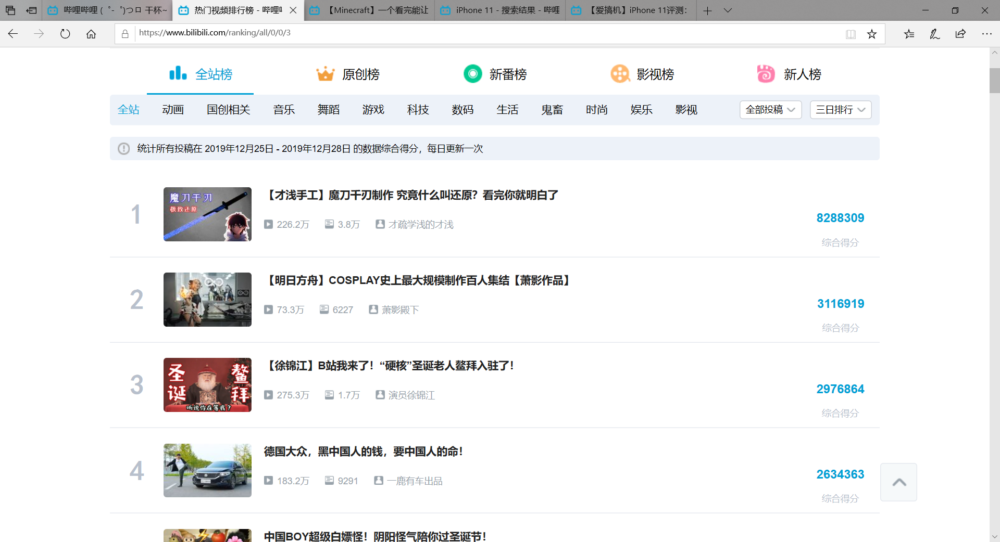 哔哩哔哩 (゜-゜)つロ 干杯~
热门视频排行榜 - 哔哩
【Minecraft】一个看完能让
iPhone 11 - 搜索结果 - 哔哩
【爱搞机】iPhone 11评测:
https://www.bilibili.com/ranking/all/0/0/3
全站榜 原创榜 新番榜 影视榜 新人榜
全站 动画 国创相关 音乐 舞蹈 游戏 科技 数码 生活 鬼畜 时尚 娱乐 影视 全部投稿 三日排行
统计所有投稿在 2019年12月25日 - 2019年12月28日 的数据综合得分，每日更新一次
1
魔刀千刃
极致还原
【才浅手工】魔刀千刃制作 究竟什么叫还原？看完你就明白了
226.2万 3.8万 才疏学浅的才浅
8288309
综合得分
2
【明日方舟】COSPLAY史上最大规模制作百人集结【萧影作品】
73.3万 6227 萧影殿下
3116919
综合得分
3
圣诞
鳌拜
听说你在等我？
【徐锦江】B站我来了！“硬核”圣诞老人鳌拜入驻了！
275.3万 1.7万 演员徐锦江
2976864
综合得分
4
德国大众，黑中国人的钱，要中国人的命！
183.2万 9291 一鹿有车出品
2634363
综合得分
中国BOY超级白嫖怪！阴阳怪气陪你过圣诞节！